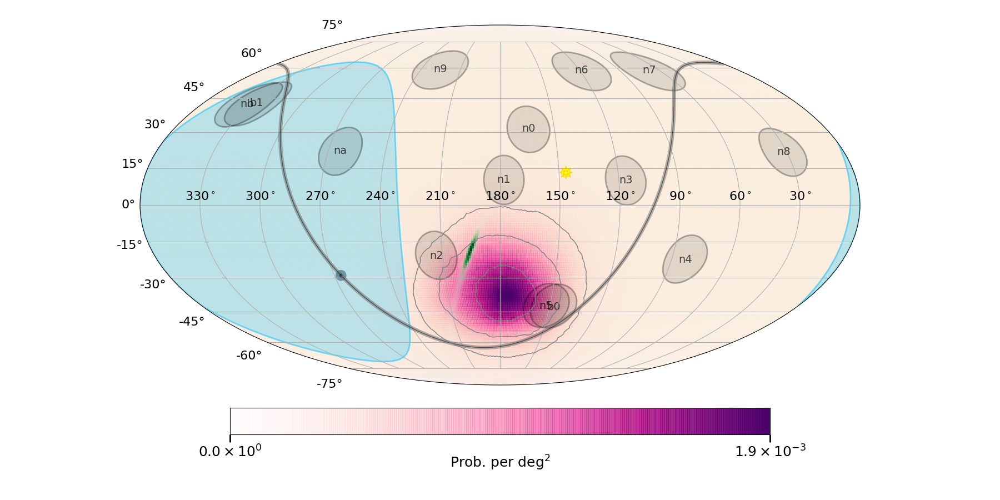 75°
60°
45°
30°
15°
0°
-15°
-30°
-45°
-60°
-75°
330° 300° 270° 240° 210° 180° 150° 120° 90° 60° 30°
n9 n6 n7
nb b1
n0
na n8
n1 n3
n2 n4
n5 b0
0.0 × 10⁰ 1.9 × 10⁻³
Prob. per deg²